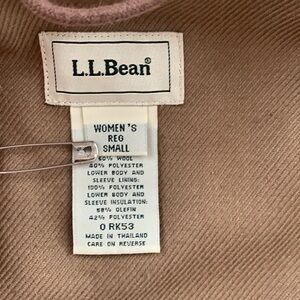 L.L.Bean®
WOMEN'S
REG
SMALL
60% WOOL
40% POLYESTER
LOWER BODY AND
SLEEVE LINING:
100% POLYESTER
LOWER BODY AND
SLEEVE INSULATION:
58% OLEFIN
42% POLYESTER
0 RK53
MADE IN THAILAND
CARE ON REVERSE